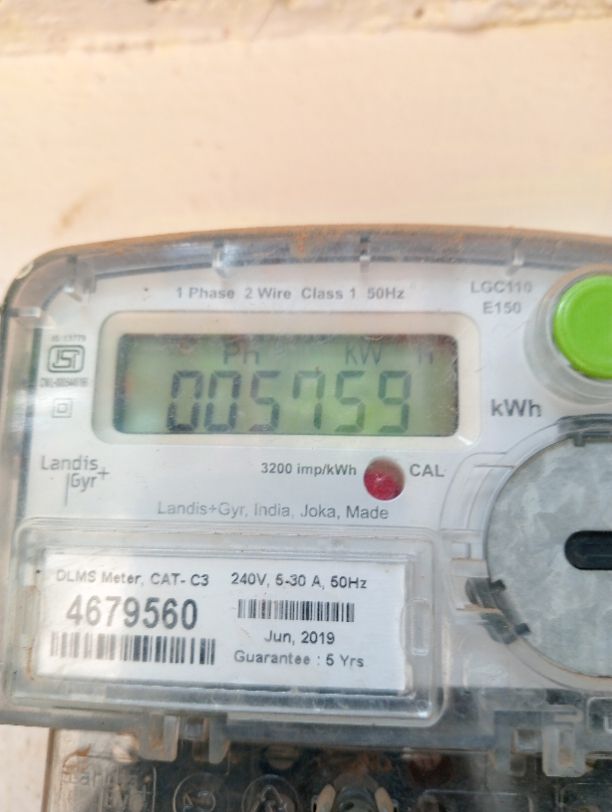 1 Phase 2 Wire Class 1 50Hz
LGC110
E150
Ph kW h
005759
kWh
3200 imp/kWh CAL
Landis
Gyr+
Landis+Gyr, India, Joka, Made
DLMS Meter, CAT- C3 240V, 5-30 A, 50Hz
4679560
Jun, 2019
Guarantee : 5 Yrs